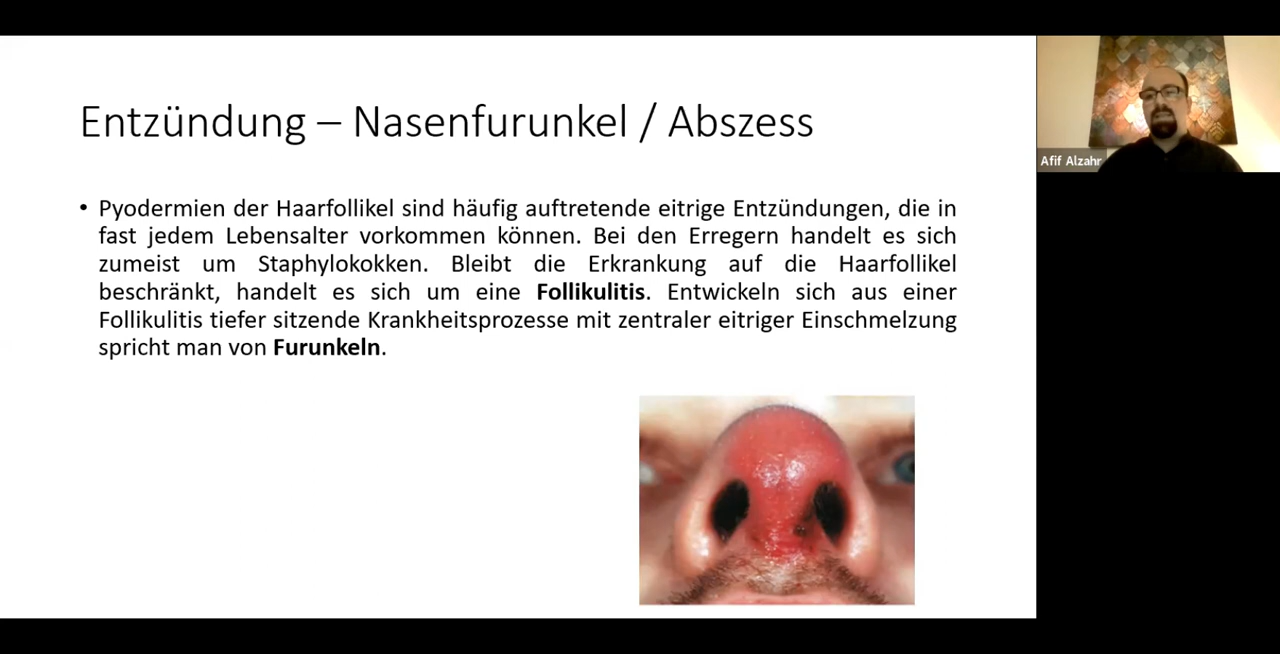 Entzündung – Nasenfurunkel / Abszess
Afif Alzahr
• Pyodermien der Haarfollikel sind häufig auftretende eitrige Entzündungen, die in
fast jedem Lebensalter vorkommen können. Bei den Erregern handelt es sich
zumeist um Staphylokokken. Bleibt die Erkrankung auf die Haarfollikel
beschränkt, handelt es sich um eine Follikulitis. Entwickeln sich aus einer
Follikulitis tiefer sitzende Krankheitsprozesse mit zentraler eitriger Einschmelzung
spricht man von Furunkeln.